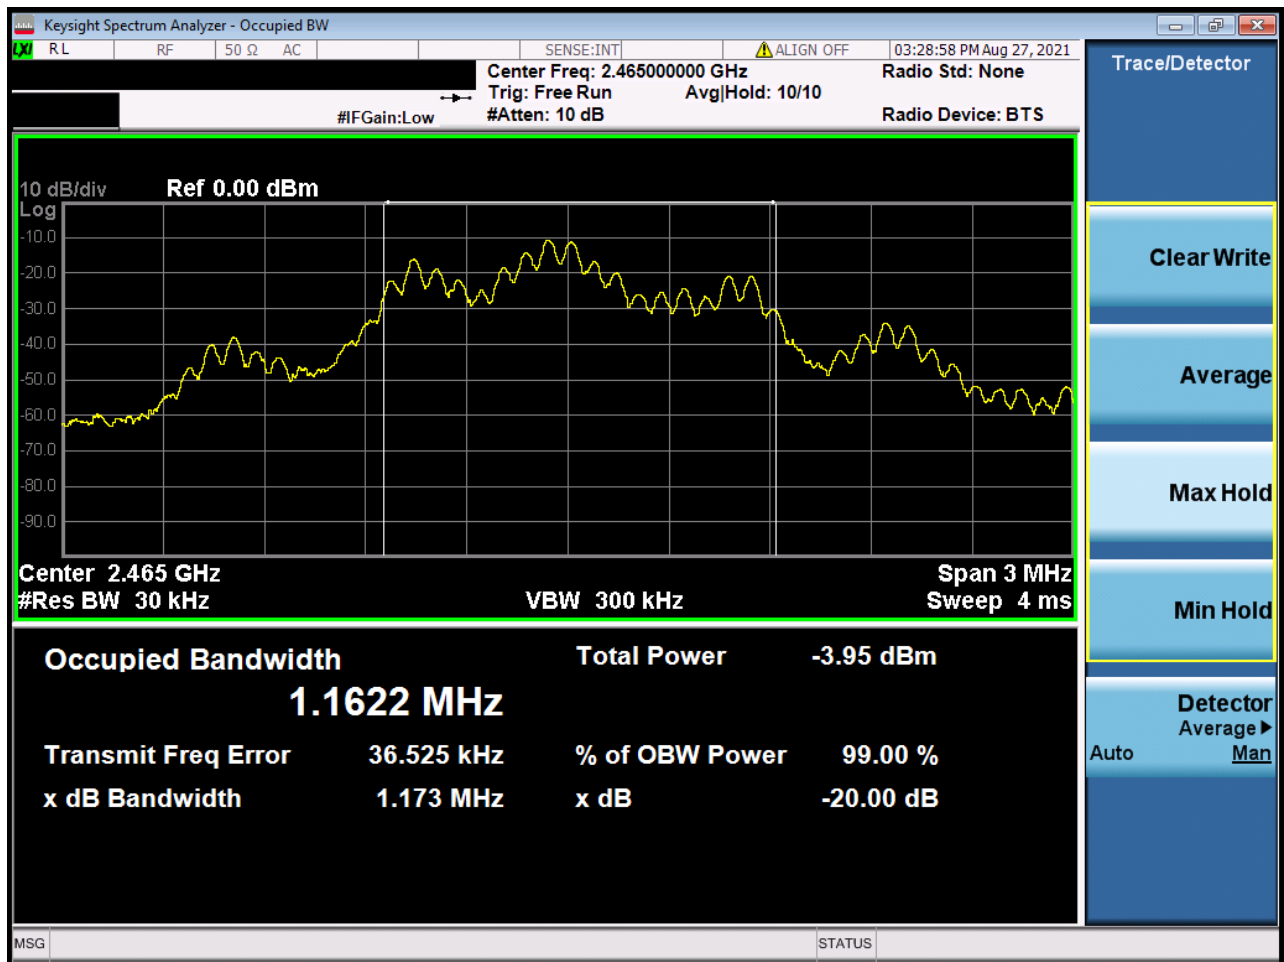 Keysight Spectrum Analyzer - Occupied BW
LXI RL RF 50 Ω AC SENSE:INT ALIGN OFF 03:28:58 PM Aug 27, 2021
Center Freq: 2.465000000 GHz Radio Std: None
Trig: Free Run Avg|Hold: 10/10
#IFGain:Low #Atten: 10 dB Radio Device: BTS
10 dB/div Ref 0.00 dBm
Log
-10.0
-20.0
-30.0
-40.0
-50.0
-60.0
-70.0
-80.0
-90.0
Center 2.465 GHz Span 3 MHz
#Res BW 30 kHz VBW 300 kHz Sweep 4 ms
Occupied Bandwidth Total Power -3.95 dBm
1.1622 MHz
Transmit Freq Error 36.525 kHz % of OBW Power 99.00 %
x dB Bandwidth 1.173 MHz x dB -20.00 dB
MSG STATUS
Trace/Detector
Clear Write
Average
Max Hold
Min Hold
Detector
Average
Auto Man